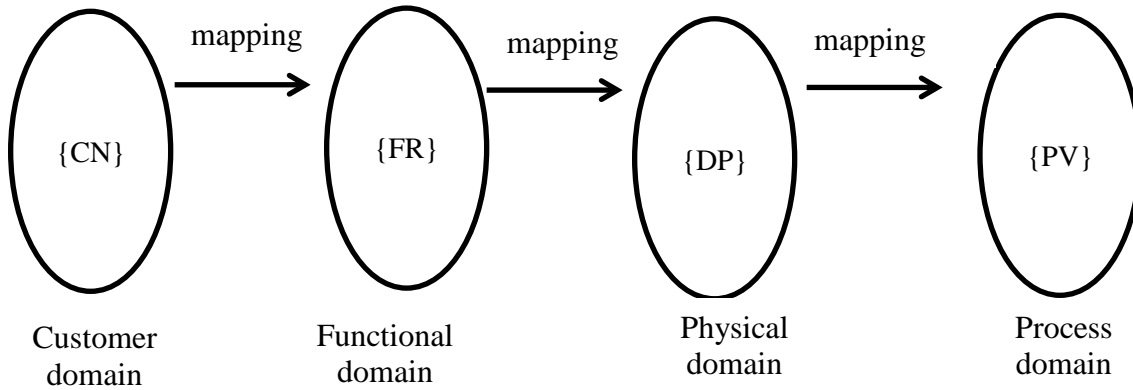 mapping
mapping
mapping
{CN}
{FR}
{DP}
{PV}
Customer
domain
Functional
domain
Physical
domain
Process
domain